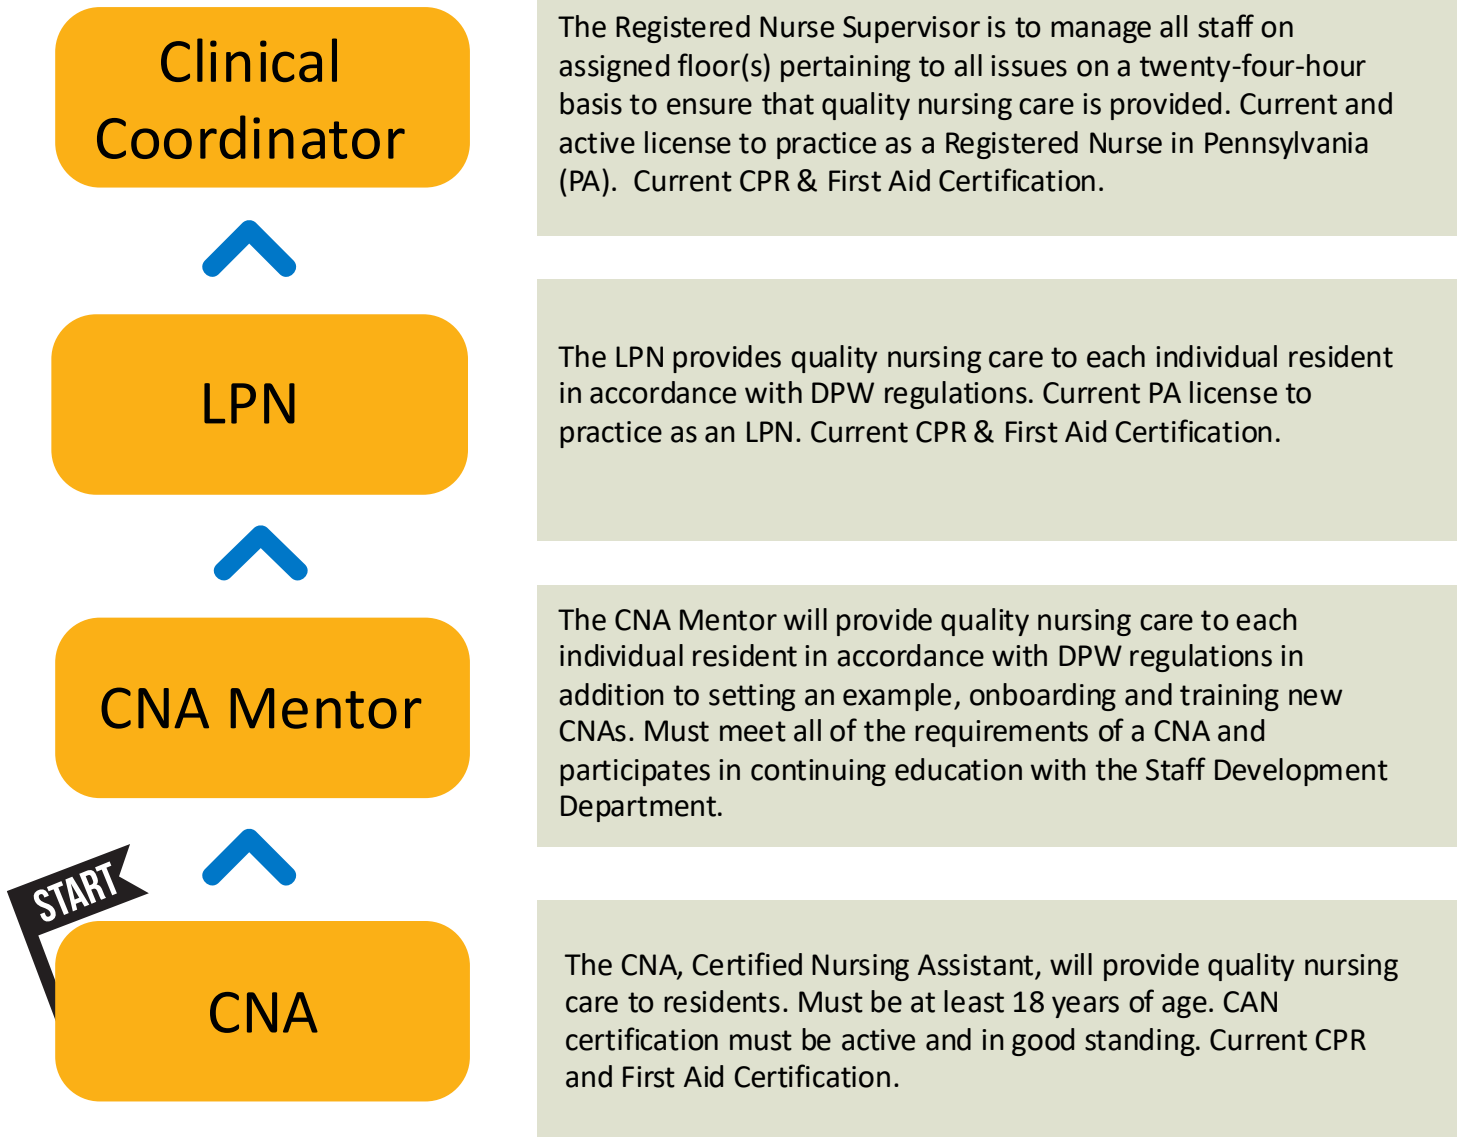 Clinical
Coordinator
The Registered Nurse Supervisor is to manage all staff on
assigned floor(s) pertaining to all issues on a twenty-four-hour
basis to ensure that quality nursing care is provided. Current and
active license to practice as a Registered Nurse in Pennsylvania
(PA).  Current CPR & First Aid Certification.
LPN
The LPN provides quality nursing care to each individual resident
in accordance with DPW regulations. Current PA license to
practice as an LPN. Current CPR & First Aid Certification.
CNA Mentor
The CNA Mentor will provide quality nursing care to each
individual resident in accordance with DPW regulations in
addition to setting an example, onboarding and training new
CNAs. Must meet all of the requirements of a CNA and
participates in continuing education with the Staff Development
Department.
START
CNA
The CNA, Certified Nursing Assistant, will provide quality nursing
care to residents. Must be at least 18 years of age. CAN
certification must be active and in good standing. Current CPR
and First Aid Certification.